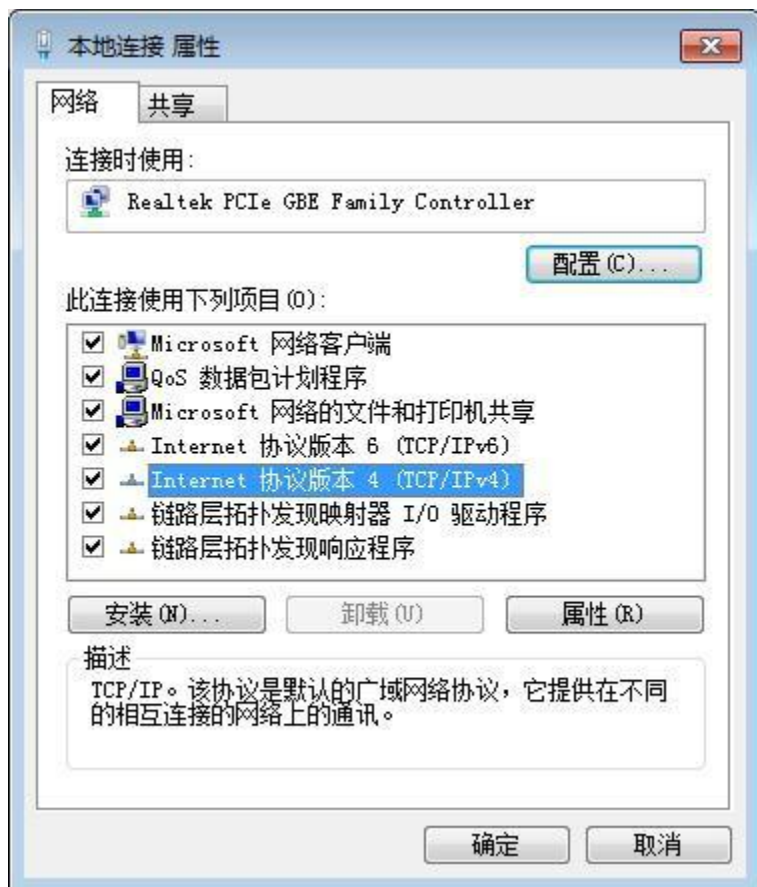 本地连接 属性
网络
共享
连接时使用:
Realtek PCIe GBE Family Controller
配置(C)...
此连接使用下列项目(O):
Microsoft 网络客户端
QoS 数据包计划程序
Microsoft 网络的文件和打印机共享
Internet 协议版本 6 (TCP/IPv6)
Internet 协议版本 4 (TCP/IPv4)
链路层拓扑发现映射器 I/O 驱动程序
链路层拓扑发现响应程序
安装(N)...
卸载(U)
属性(R)
描述
TCP/IP。该协议是默认的广域网络协议，它提供在不同
的相互连接的网络上的通讯。
确定
取消